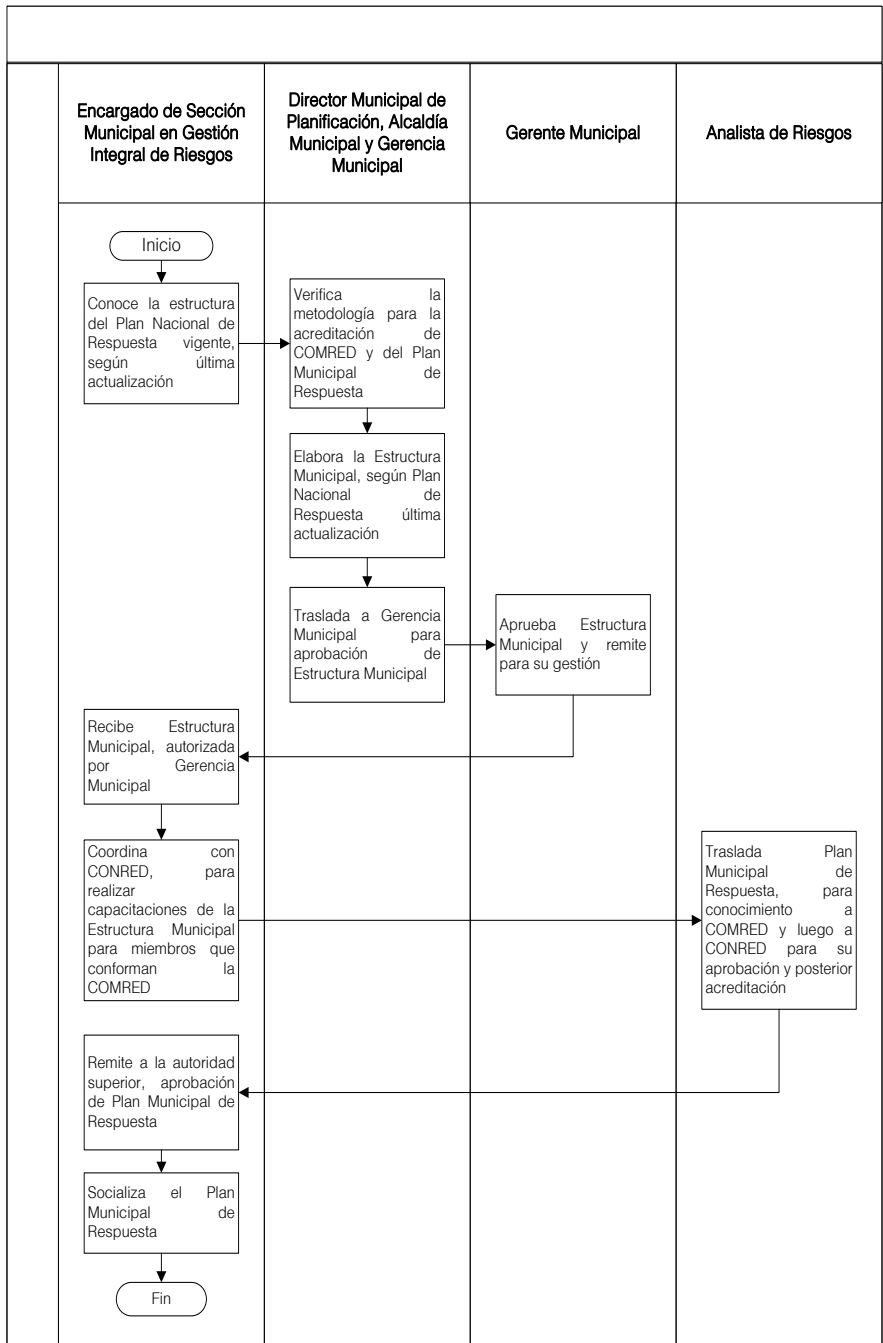 Encargado de Sección
Municipal en Gestión
Integral de Riesgos
Director Municipal de
Planificación, Alcaldía
Municipal y Gerencia
Municipal
Gerente Municipal
Analista de Riesgos
Inicio
Conoce la estructura
del Plan Nacional de
Respuesta vigente,
según última
actualización
Verifica la
metodología para la
acreditación de
COMRED y del Plan
Municipal de
Respuesta
Elabora la Estructura
Municipal, según Plan
Nacional de
Respuesta última
actualización
Traslada a Gerencia
Municipal para
aprobación de
Estructura Municipal
Aprueba Estructura
Municipal y remite
para su gestión
Recibe Estructura
Municipal, autorizada
por Gerencia
Municipal
Coordina con
CONRED, para
realizar
capacitaciones de la
Estructura Municipal
para miembros que
conforman la
COMRED
Traslada Plan
Municipal de
Respuesta, para
conocimiento a
COMRED y luego a
CONRED para su
aprobación y posterior
acreditación
Remite a la autoridad
superior, aprobación
de Plan Municipal de
Respuesta
Socializa el Plan
Municipal de
Respuesta
Fin